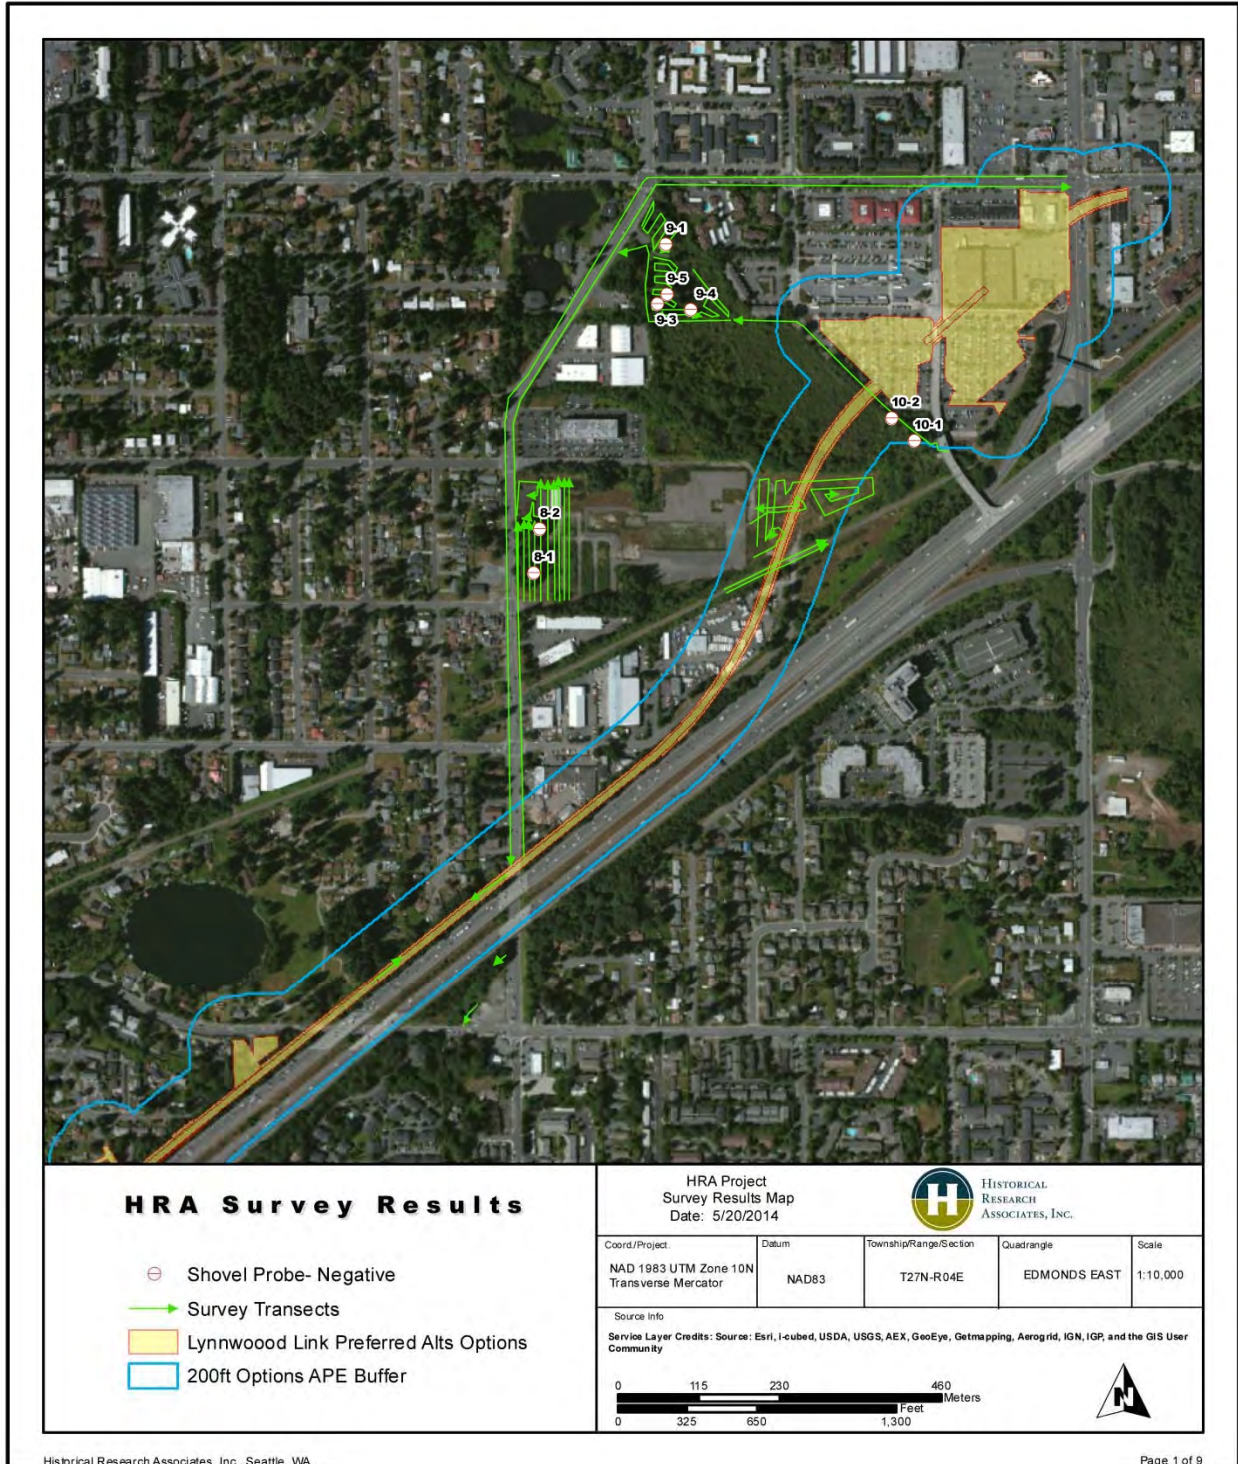 9-1
9-5
9-4
9-3
10-2
10-1
8-2
8-1
HRA Survey Results
Shovel Probe- Negative
Survey Transects
Lynnwoood Link Preferred Alts Options
200ft Options APE Buffer
HRA Project
Survey Results Map
Date: 5/20/2014
H
HISTORICAL
RESEARCH
ASSOCIATES, INC.
Coord./Project.
NAD 1983 UTM Zone 10N
Transverse Mercator
Datum
NAD83
Township/Range/Section
T27N-R04E
Quadrangle
EDMONDS EAST
Scale
1:10,000
Source Info
Service Layer Credits: Source: Esri, i-cubed, USDA, USGS, AEX, GeoEye, Getmapping, Aerogrid, IGN, IGP, and the GIS User
Community
0 115 230 460
Meters
Feet
0 325 650 1,300
N
Historical Research Associates, Inc., Seattle, WA
Page 1 of 9